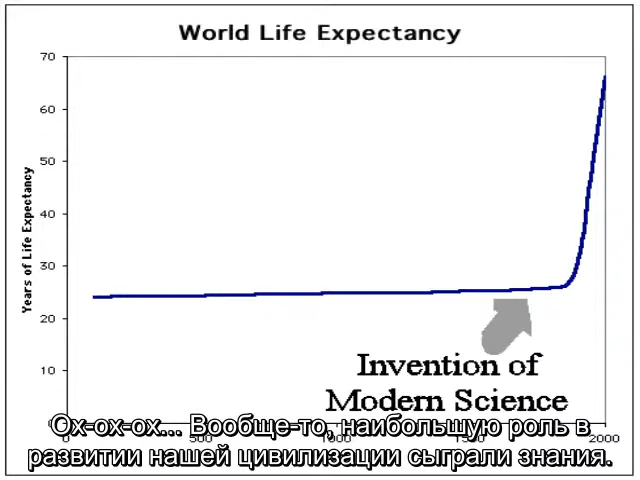 World Life Expectancy
70
60
50
40
30
20
10
Years of Life Expectancy
Invention of
Modern Science
0
500
1000
1500
2000
Ох-ох-ох... Вообще-то, наибольшую роль в
развитии нашей цивилизации сыграли знания.